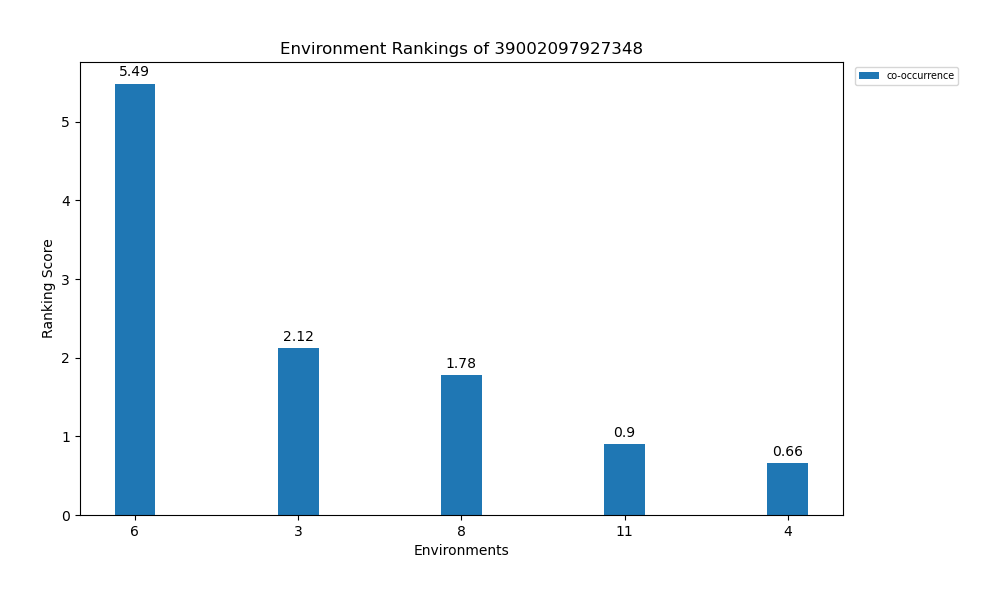 Environment Rankings of 39002097927348
co-occurrence
5.49
2.12
1.78
0.9
0.66
5
4
3
2
1
0
Ranking Score
6 3 8 11 4
Environments